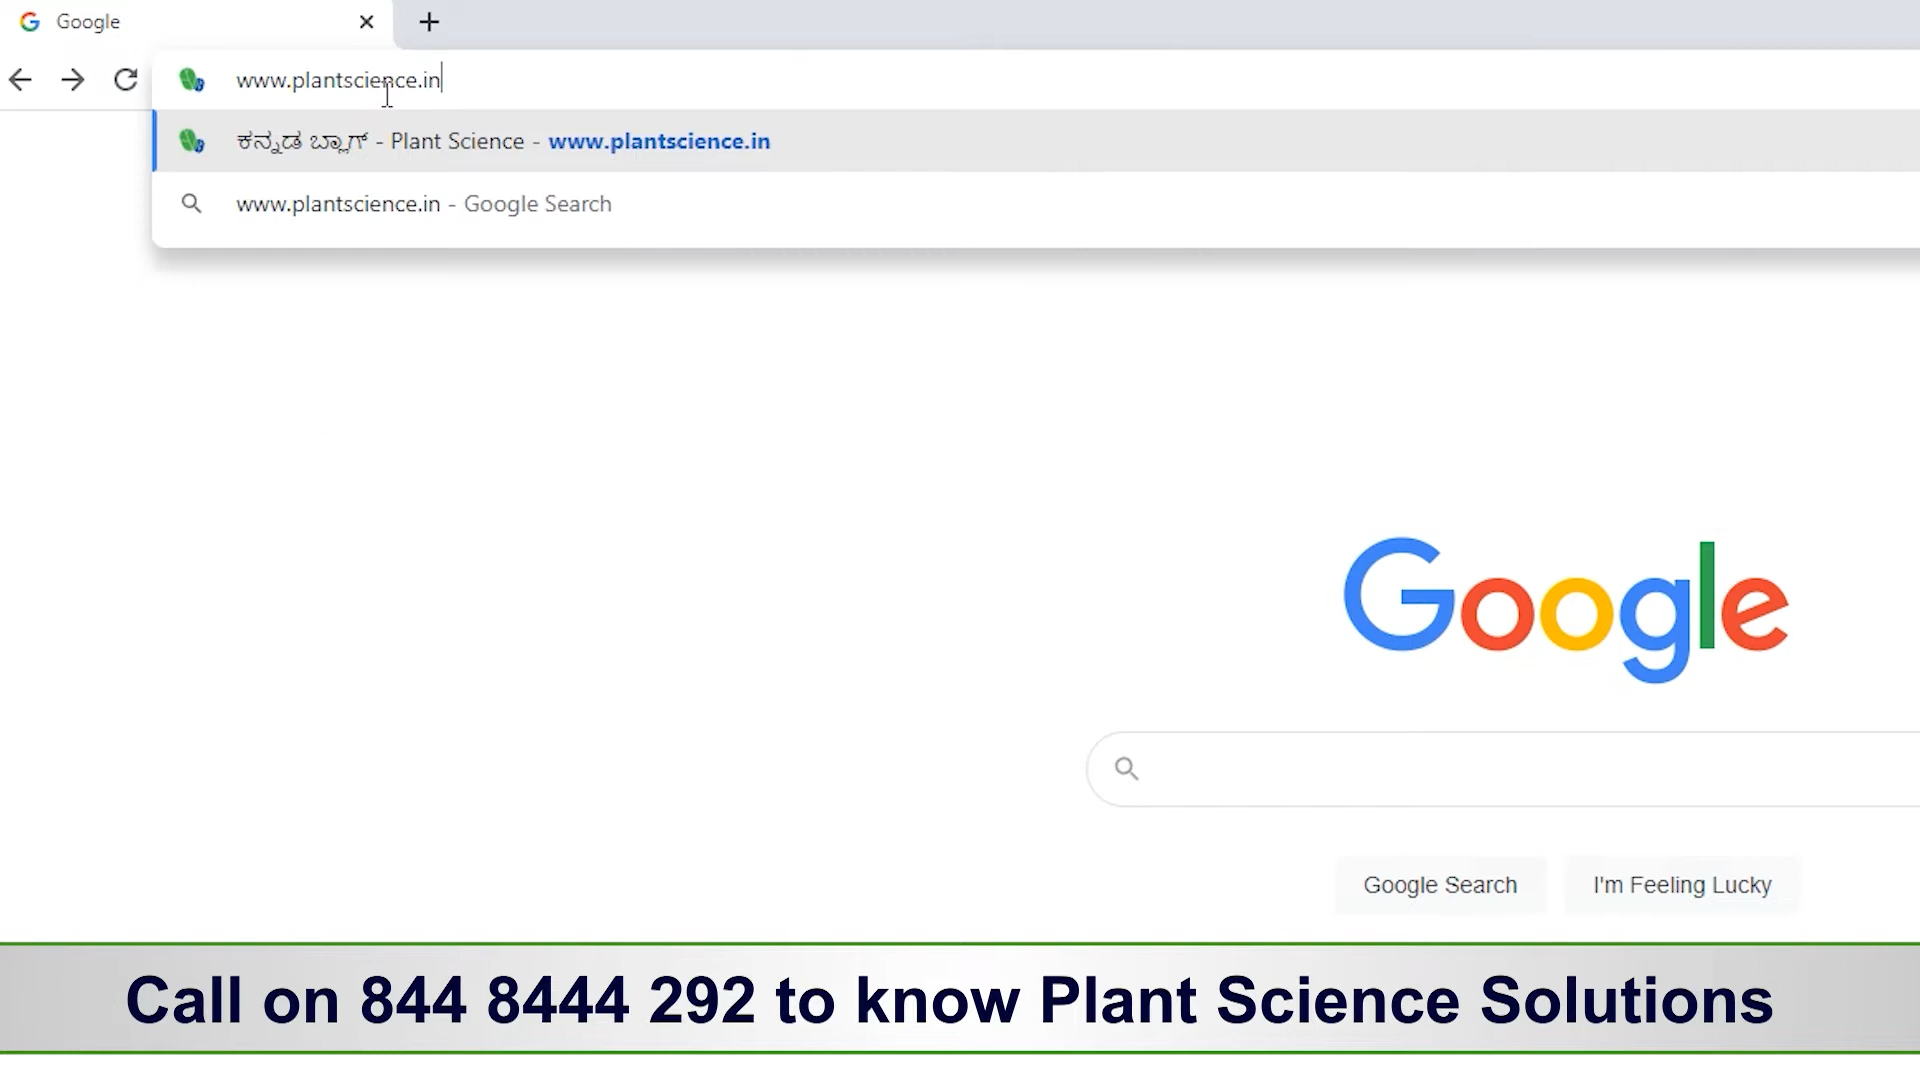 Google
www.plantscience.in
ಕನ್ನಡ ಬ್ಲಾಗ್ - Plant Science - www.plantscience.in
www.plantscience.in - Google Search
Google
Google Search
I'm Feeling Lucky
Call on 844 8444 292 to know Plant Science Solutions